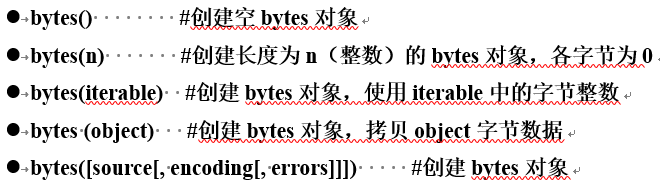 ● bytes() #创建空 bytes 对象
● bytes(n) #创建长度为 n（整数）的 bytes 对象，各字节为 0
● bytes(iterable) #创建 bytes 对象，使用 iterable 中的字节整数
● bytes (object) #创建 bytes 对象，拷贝 object 字节数据
● bytes([source[, encoding[, errors]]]) #创建 bytes 对象